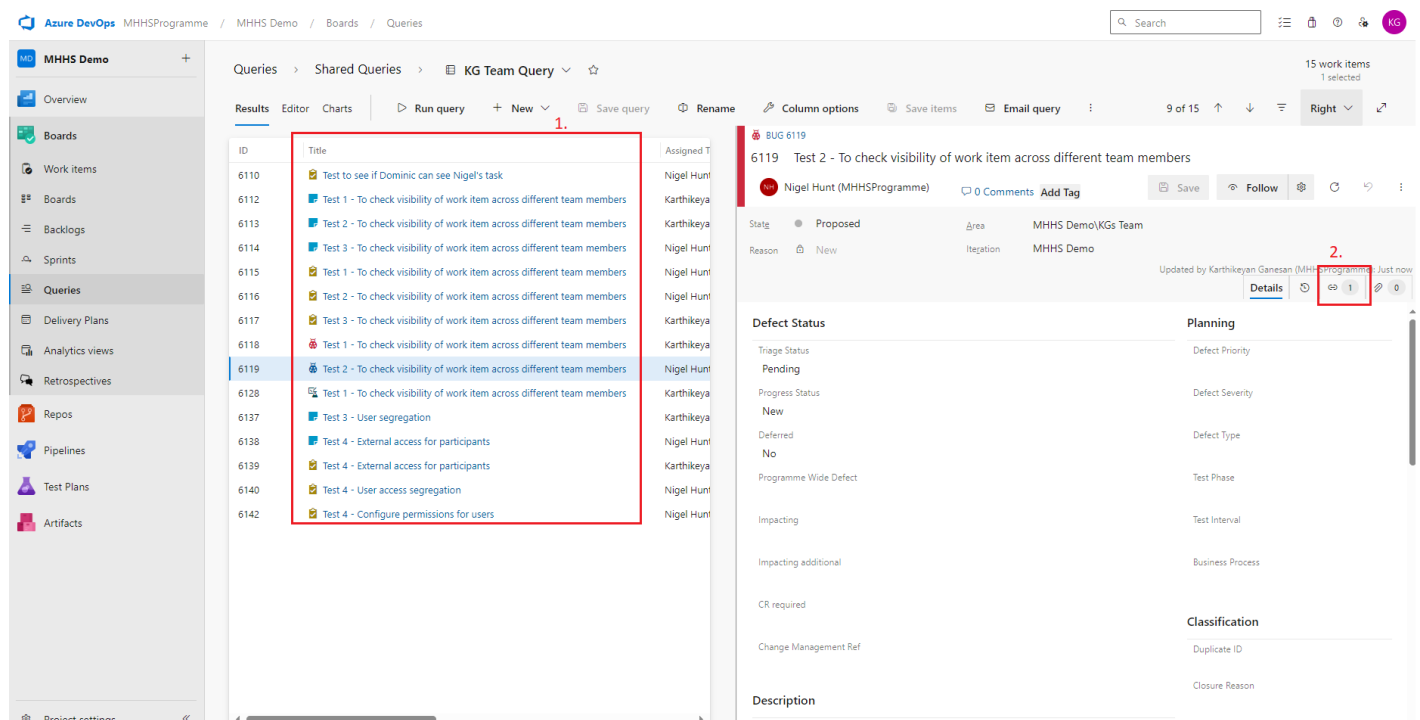 Azure DevOps MHHSProgramme / MHHS Demo / Boards / Queries
Search
KG
MD MHHS Demo +
Overview
Boards
Work items
Boards
Backlogs
Sprints
Queries
Delivery Plans
Analytics views
Retrospectives
Repos
Pipelines
Test Plans
Artifacts
Project settings
Queries > Shared Queries > KG Team Query
15 work items
1 selected
Results Editor Charts Run query + New Save query Rename Column options Save items Email query 9 of 15 Right
1.
ID Title Assigned T
6110 Test to see if Dominic can see Nigel's task Nigel Hunt
6112 Test 1 - To check visibility of work item across different team members Karthikeya
6113 Test 2 - To check visibility of work item across different team members Karthikeya
6114 Test 3 - To check visibility of work item across different team members Nigel Hunt
6115 Test 1 - To check visibility of work item across different team members Nigel Hunt
6116 Test 2 - To check visibility of work item across different team members Nigel Hunt
6117 Test 3 - To check visibility of work item across different team members Karthikeya
6118 Test 1 - To check visibility of work item across different team members Karthikeya
6119 Test 2 - To check visibility of work item across different team members Nigel Hunt
6128 Test 1 - To check visibility of work item across different team members Karthikeya
6137 Test 3 - User segregation Karthikeya
6138 Test 4 - External access for participants Nigel Hunt
6139 Test 4 - External access for participants Karthikeya
6140 Test 4 - User access segregation Nigel Hunt
6142 Test 4 - Configure permissions for users Nigel Hunt
BUG 6119
6119 Test 2 - To check visibility of work item across different team members
NH Nigel Hunt (MHHSProgramme) 0 Comments Add Tag Save Follow
State Proposed Area MHHS Demo\KGs Team
Reason New Iteration MHHS Demo
2.
Updated by Karthikeyan Ganesan (MHHSProgramme): Just now
Details 1 0
Defect Status
Triage Status
Pending
Progress Status
New
Deferred
No
Programme Wide Defect
Impacting
Impacting additional
CR required
Change Management Ref
Description
Planning
Defect Priority
Defect Severity
Defect Type
Test Phase
Test Interval
Business Process
Classification
Duplicate ID
Closure Reason